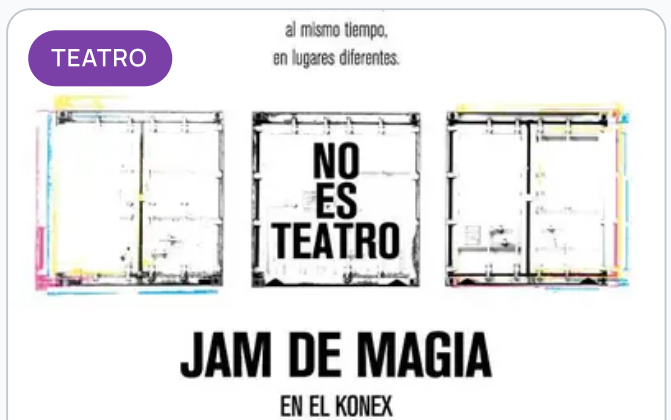 TEATRO
al mismo tiempo,
en lugares diferentes.
NO
ES
TEATRO
JAM DE MAGIA
EN EL KONEX